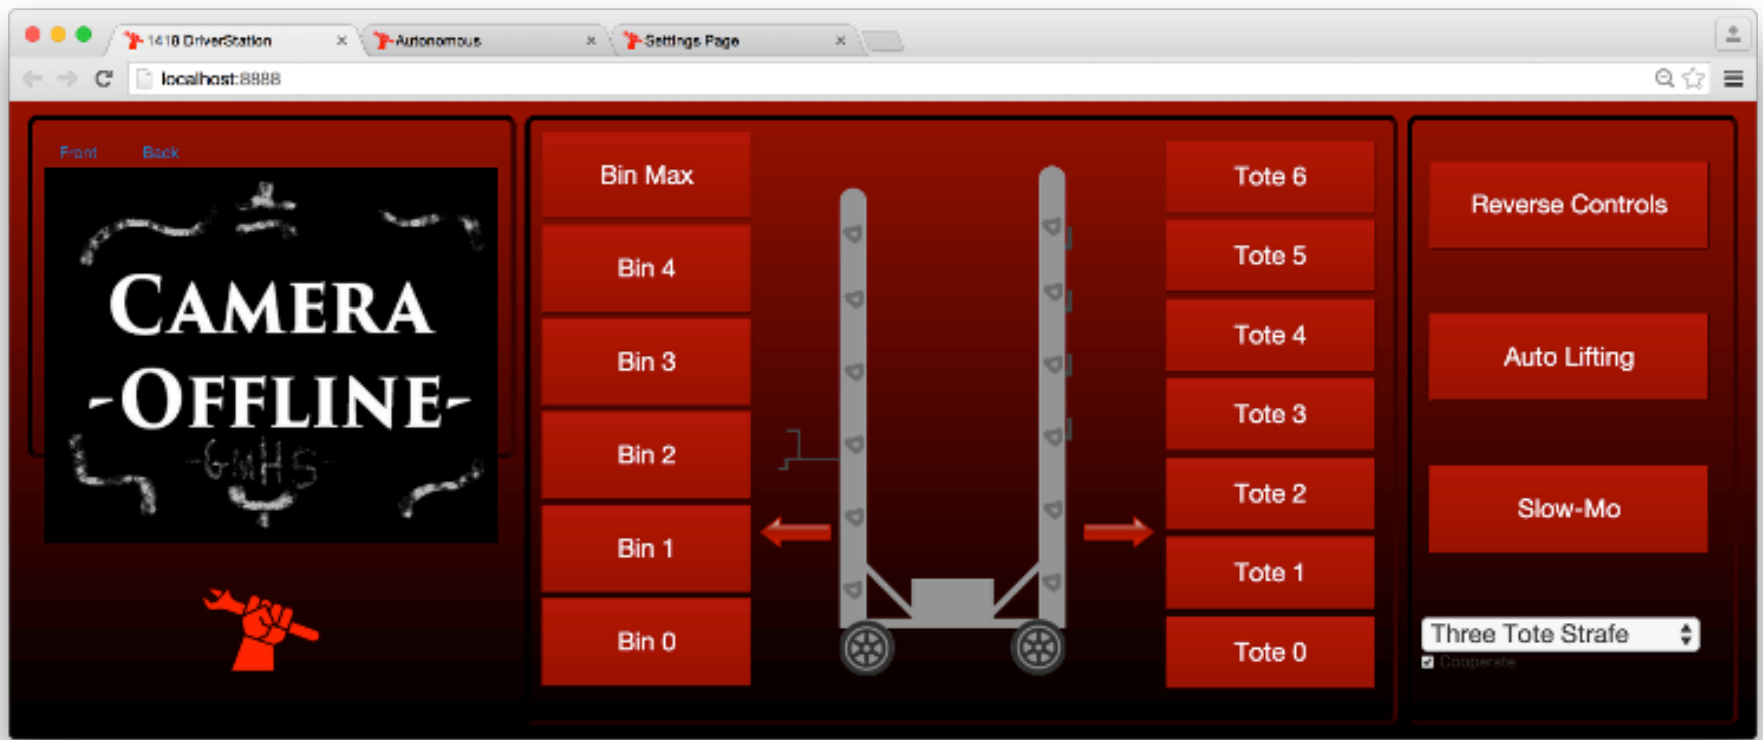 1418 DriverStation
Autonomous
Settings Page
localhost:8888
Front Back
CAMERA
-OFFLINE-
-GMHS-
Bin Max
Bin 4
Bin 3
Bin 2
Bin 1
Bin 0
Tote 6
Tote 5
Tote 4
Tote 3
Tote 2
Tote 1
Tote 0
Reverse Controls
Auto Lifting
Slow-Mo
Three Tote Strafe
Cooperate